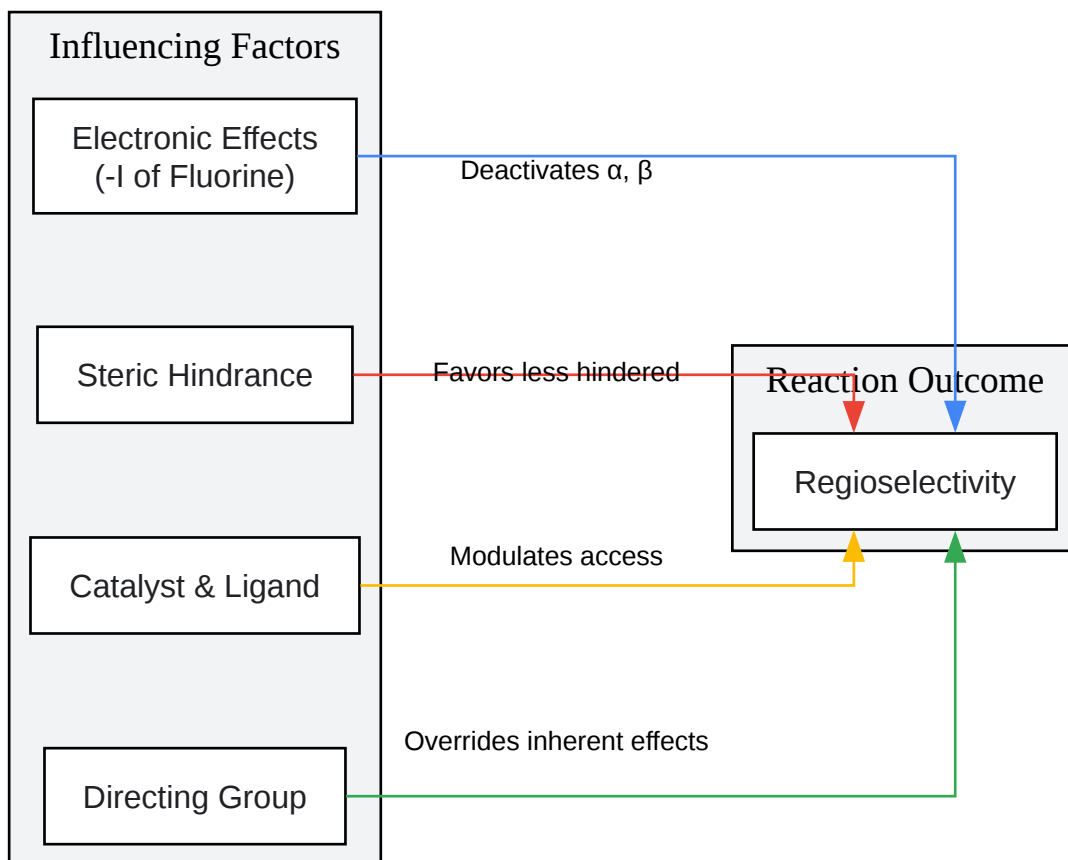 Influencing Factors
Electronic Effects
(-I of Fluorine)
Deactivates α, β
Steric Hindrance
Favors less hindered
Reaction Outcome
Regioselectivity
Catalyst & Ligand
Modulates access
Directing Group
Overrides inherent effects